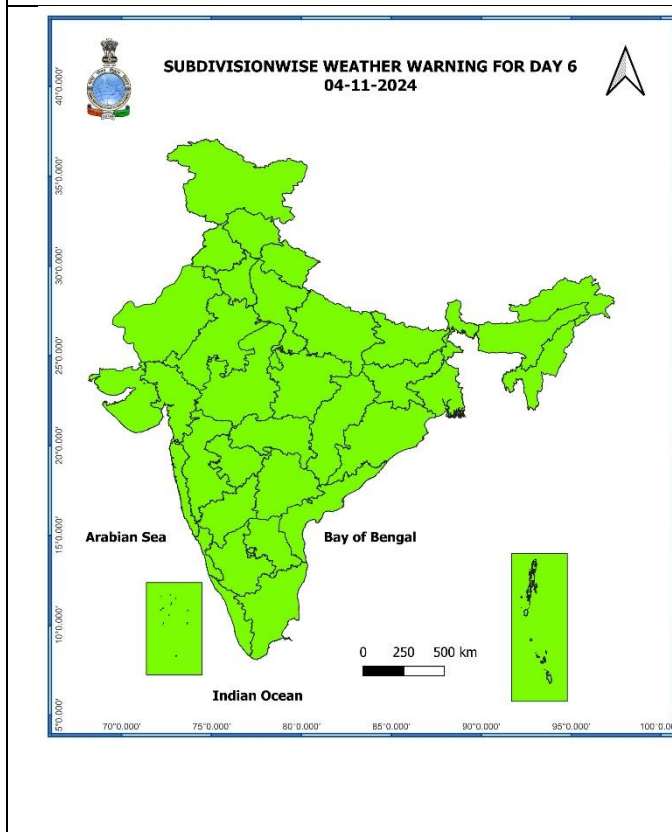 SUBDIVISIONWISE WEATHER WARNING FOR DAY 6
04-11-2024
40°0.000'
35°0.000'
30°0.000'
25°0.000'
20°0.000'
15°0.000'
10°0.000'
5°0.000'
Arabian Sea
Bay of Bengal
0 250 500 km
Indian Ocean
70°0.000' 75°0.000' 80°0.000' 85°0.000' 90°0.000' 95°0.000'